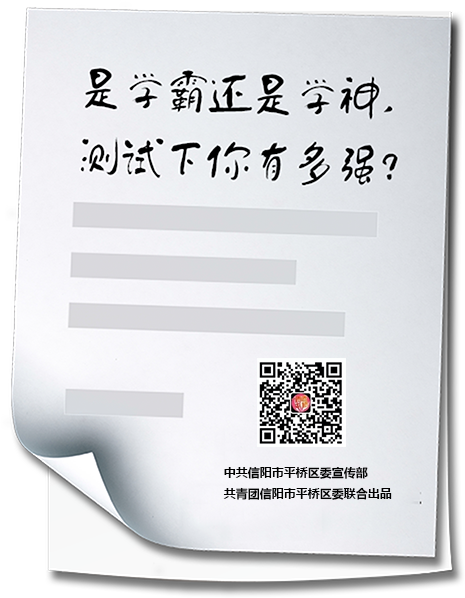 是学霸还是学神，
测试下你有多强？
中共信阳市平桥区委宣传部
共青团信阳市平桥区委联合出品